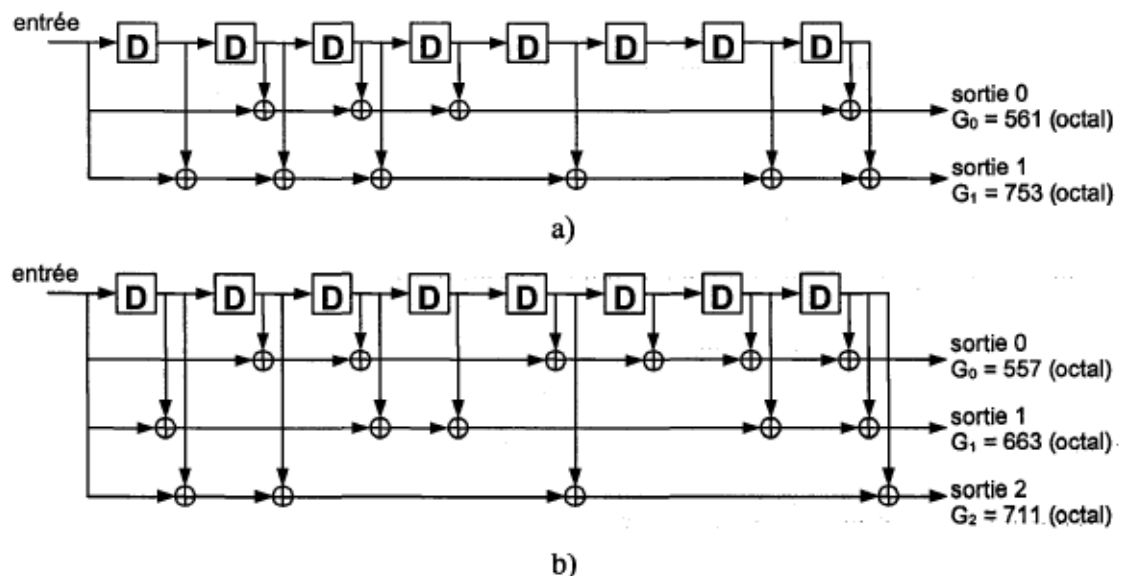 entrée
D D D D D D D D
sortie 0
G₀ = 561 (octal)
sortie 1
G₁ = 753 (octal)
a)
entrée
D D D D D D D D
sortie 0
G₀ = 557 (octal)
sortie 1
G₁ = 663 (octal)
sortie 2
G₂ = 711 (octal)
b)